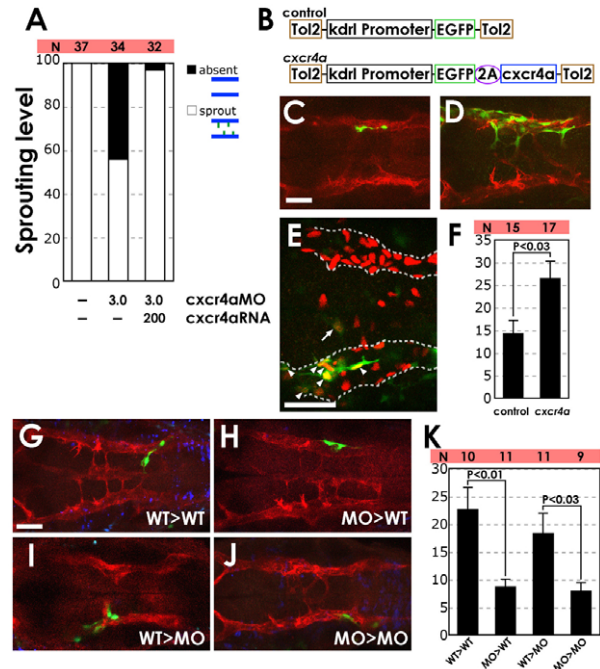 A
N 37 34 32
absent
sprout
Sprouting level
100
80
60
40
20
0
– 3.0 3.0 cxcr4aMO
– – 200 cxcr4aRNA
B
control
Tol2 kdrl Promoter EGFP Tol2
cxcr4a
Tol2 kdrl Promoter EGFP 2A cxcr4a Tol2
C
D
E
F
N 15 17
P<0.03
35
30
25
20
15
10
5
0
control cxcr4a
G
WT>WT
H
MO>WT
I
WT>MO
J
MO>MO
K
N 10 11 11 9
P<0.01
P<0.03
25
20
15
10
5
0
WT>WT MO>WT WT>MO MO>MO